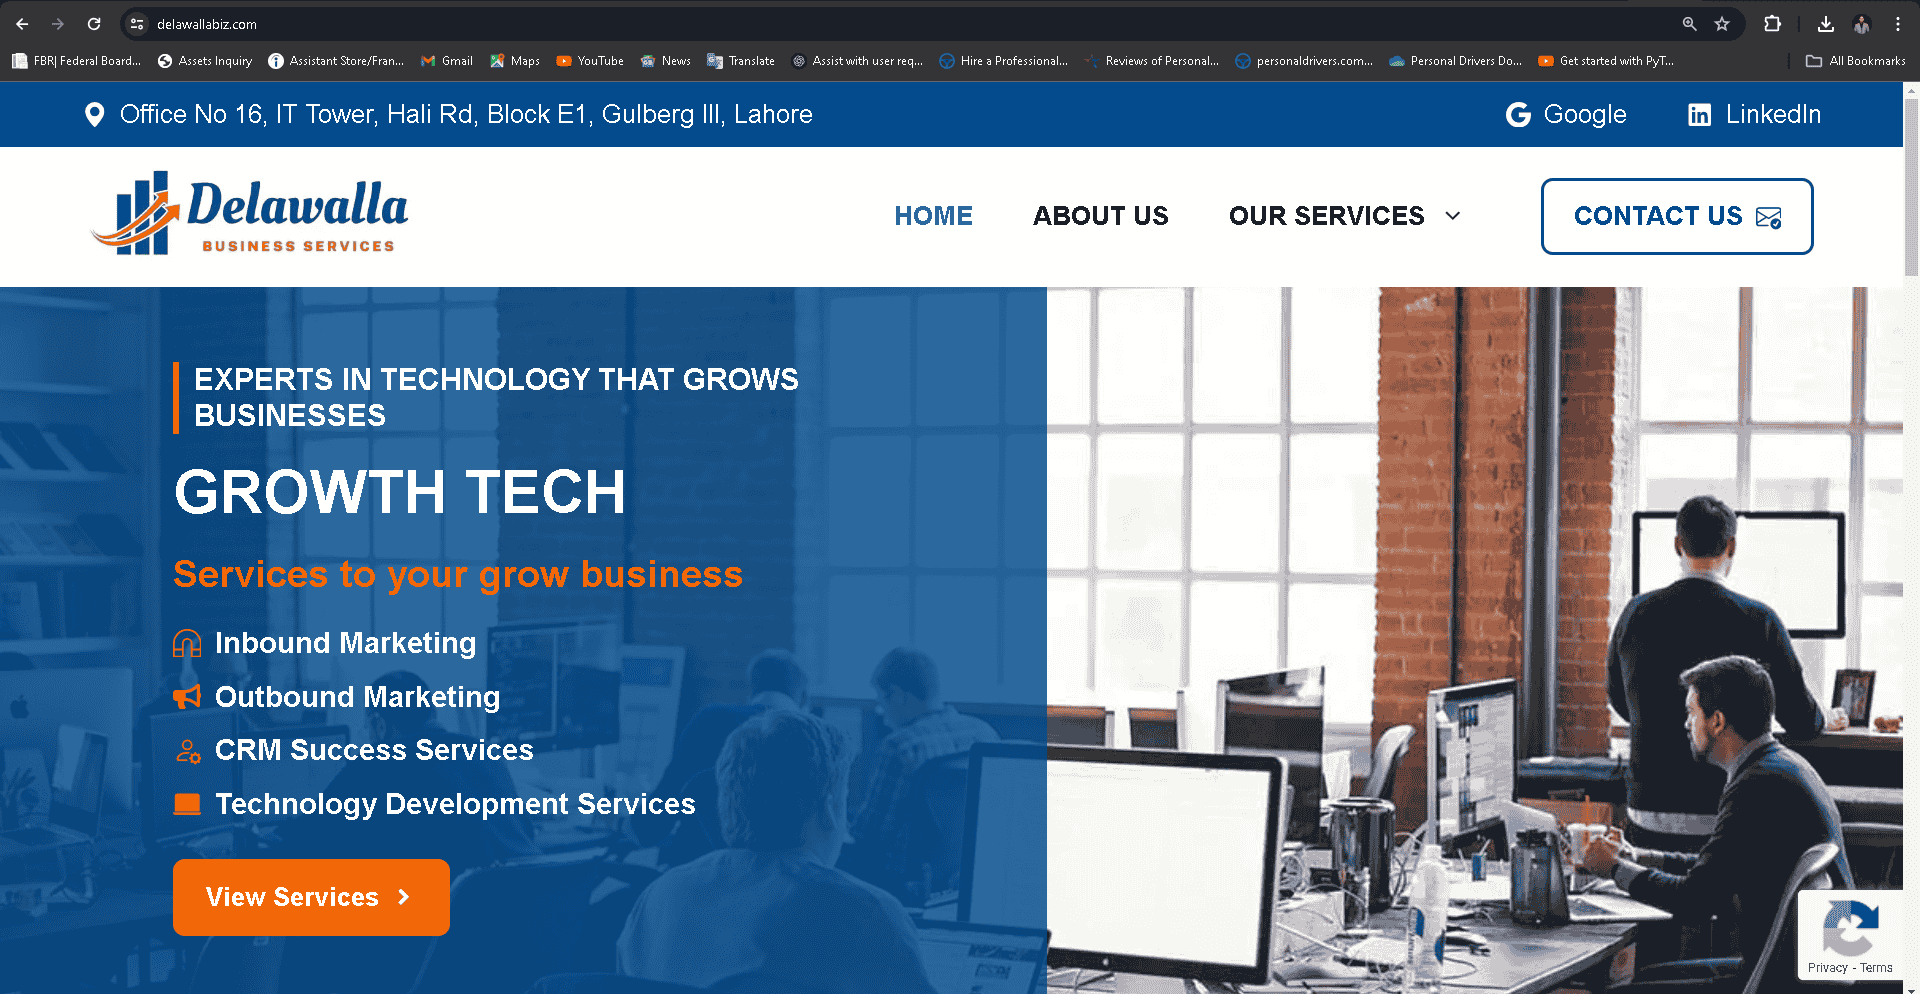 delawallabiz.com
FBR| Federal Board... Assets Inquiry Assistant Store/Fran... Gmail Maps YouTube News Translate Assist with user req... Hire a Professional... Reviews of Personal... personaldrivers.com... Personal Drivers Do... Get started with PyT... All Bookmarks
Office No 16, IT Tower, Hali Rd, Block E1, Gulberg III, Lahore Google LinkedIn
Delawalla
BUSINESS SERVICES
HOME ABOUT US OUR SERVICES CONTACT US
EXPERTS IN TECHNOLOGY THAT GROWS
BUSINESSES
GROWTH TECH
Services to your grow business
Inbound Marketing
Outbound Marketing
CRM Success Services
Technology Development Services
View Services
Privacy - Terms